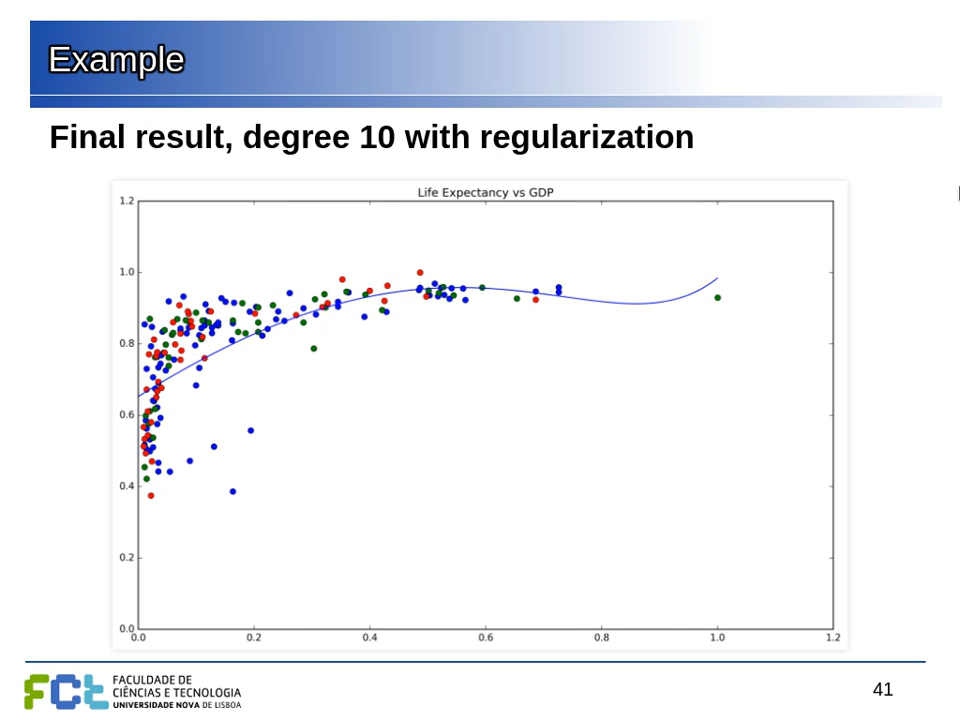 Example
Final result, degree 10 with regularization
Life Expectancy vs GDP
1.2
1.0
0.8
0.6
0.4
0.2
0.0
0.0 0.2 0.4 0.6 0.8 1.0 1.2
FCT
FACULDADE DE
CIÊNCIAS E TECNOLOGIA
UNIVERSIDADE NOVA DE LISBOA
41